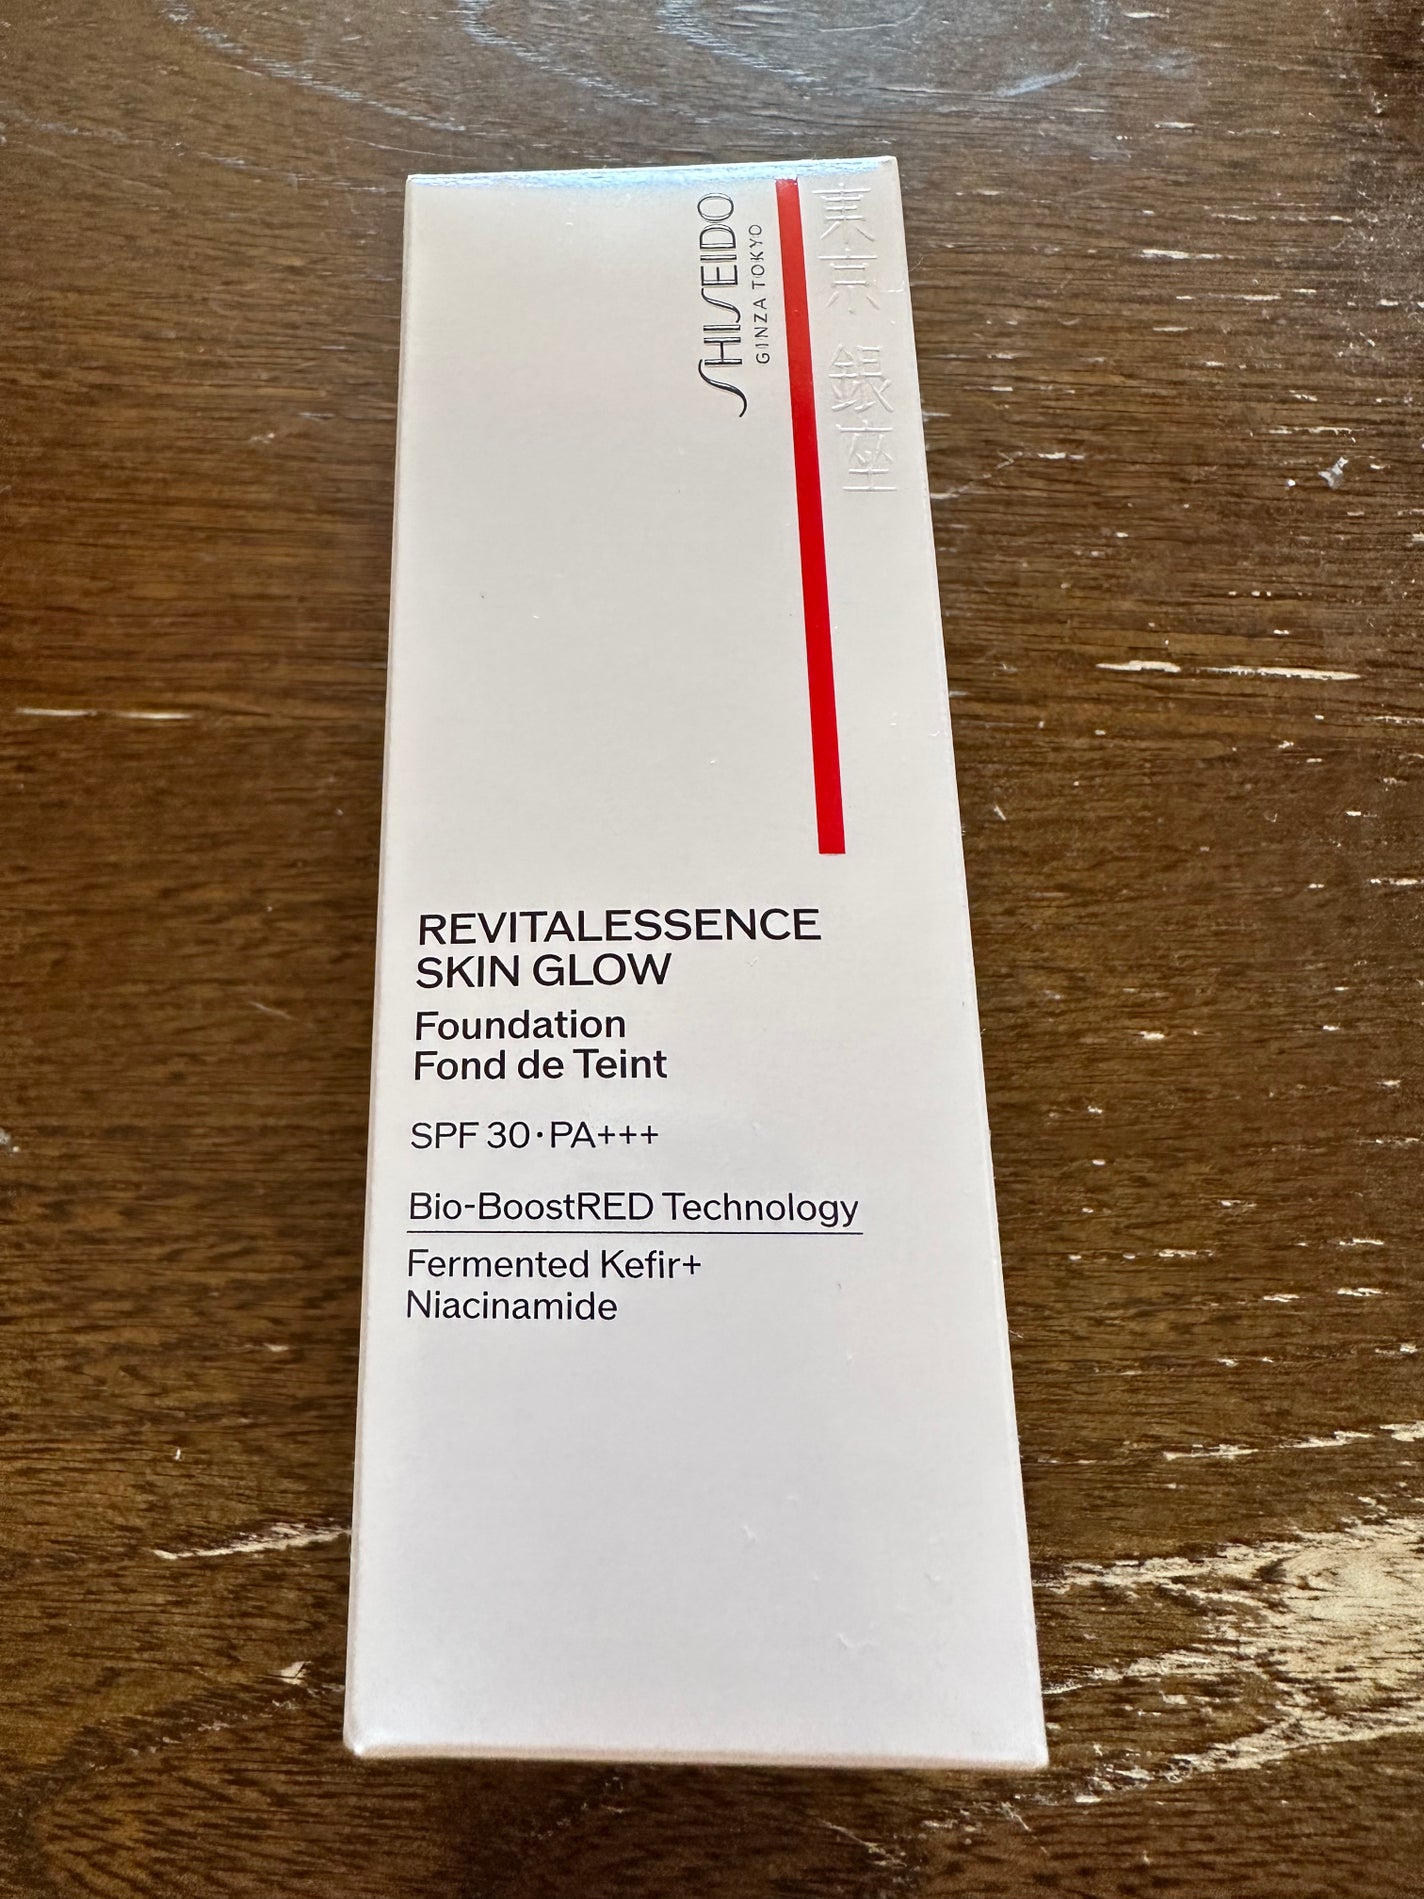 SHISEIDO
GINZA TOKYO
東京 銀座
REVITALESSENCE
SKIN GLOW
Foundation
Fond de Teint
SPF 30·PA+++
Bio-BoostRED Technology
Fermented Kefir+
Niacinamide